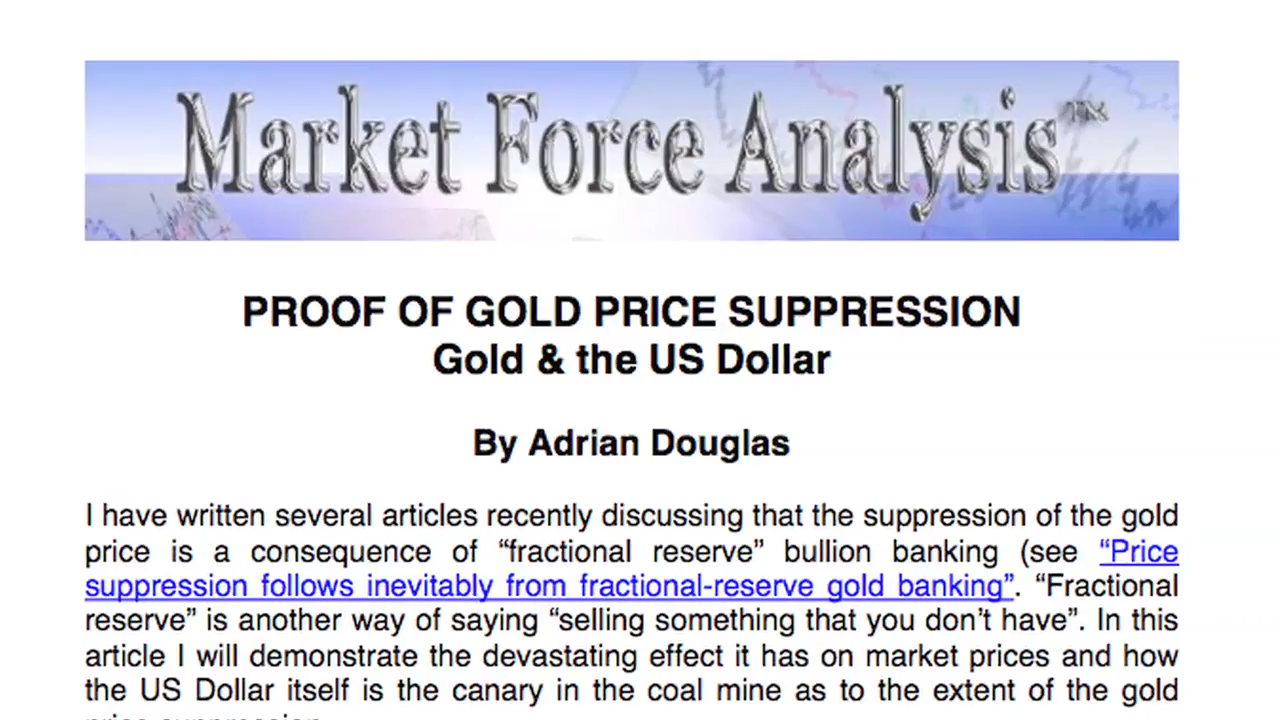 Market Force Analysis™
PROOF OF GOLD PRICE SUPPRESSION
Gold & the US Dollar
By Adrian Douglas
I have written several articles recently discussing that the suppression of the gold
price is a consequence of “fractional reserve” bullion banking (see “Price
suppression follows inevitably from fractional-reserve gold banking”. “Fractional
reserve” is another way of saying “selling something that you don’t have”. In this
article I will demonstrate the devastating effect it has on market prices and how
the US Dollar itself is the canary in the coal mine as to the extent of the gold